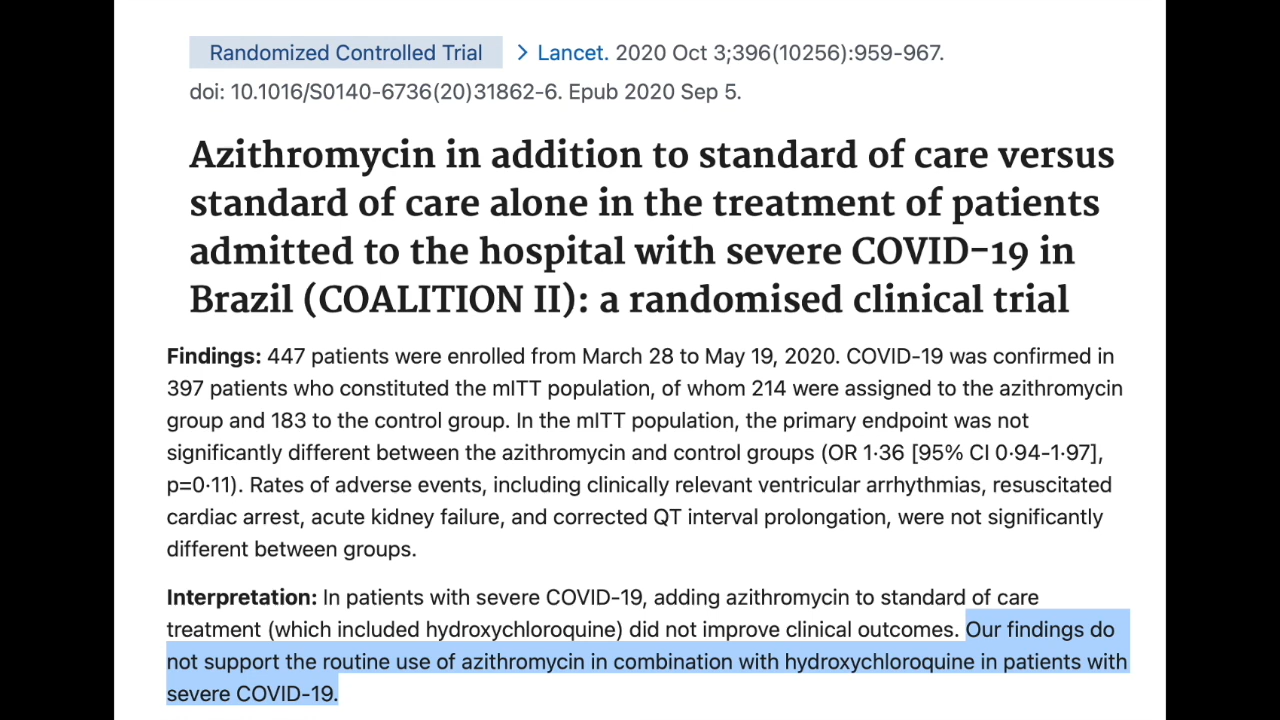 Randomized Controlled Trial > Lancet. 2020 Oct 3;396(10256):959-967.
doi: 10.1016/S0140-6736(20)31862-6. Epub 2020 Sep 5.
Azithromycin in addition to standard of care versus
standard of care alone in the treatment of patients
admitted to the hospital with severe COVID-19 in
Brazil (COALITION II): a randomised clinical trial
Findings: 447 patients were enrolled from March 28 to May 19, 2020. COVID-19 was confirmed in
397 patients who constituted the mITT population, of whom 214 were assigned to the azithromycin
group and 183 to the control group. In the mITT population, the primary endpoint was not
significantly different between the azithromycin and control groups (OR 1·36 [95% CI 0·94-1·97],
p=0·11). Rates of adverse events, including clinically relevant ventricular arrhythmias, resuscitated
cardiac arrest, acute kidney failure, and corrected QT interval prolongation, were not significantly
different between groups.
Interpretation: In patients with severe COVID-19, adding azithromycin to standard of care
treatment (which included hydroxychloroquine) did not improve clinical outcomes. Our findings do
not support the routine use of azithromycin in combination with hydroxychloroquine in patients with
severe COVID-19.